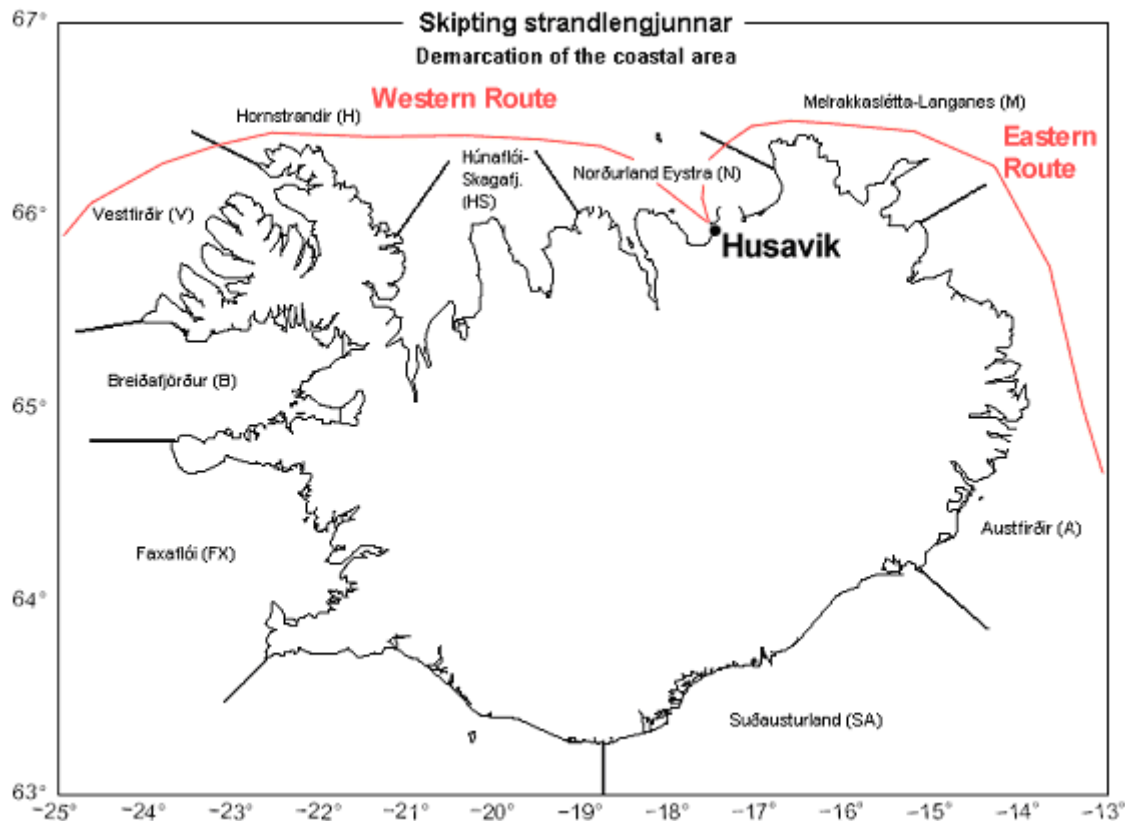 Skipting strandlengjunnar
Demarcation of the coastal area
Western Route
Hornstrandir (H)
Melrakkaslétta-Langanes (M)
Eastern
Route
Húnaflói-
Skagafj.
(HS)
Norðurland Eystra (N)
Vestfirðir (V)
Husavik
Breiðafjörður (B)
Faxaflói (FX)
Austfirðir (A)
Suðausturland (SA)
67°
66°
65°
64°
63°
-25° -24° -23° -22° -21° -20° -19° -18° -17° -16° -15° -14° -13°